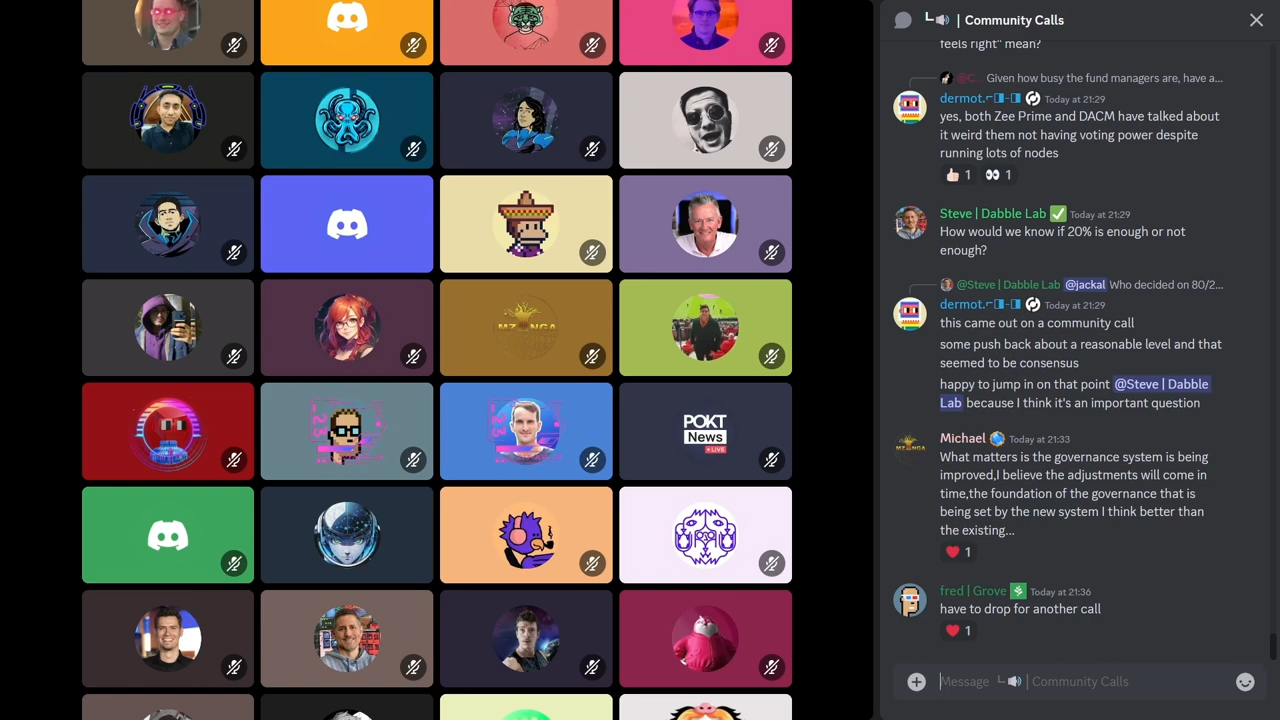 MZ NGA
POKT
News
LIVE
Community Calls
feels right" mean?
@C... Given how busy the fund managers are, have a...
dermot. Today at 21:29
yes, both Zee Prime and DACM have talked about
it weird them not having voting power despite
running lots of nodes
1 1
Steve | Dabble Lab Today at 21:29
How would we know if 20% is enough or not
enough?
@Steve | Dabble Lab @jackal Who decided on 80/2...
dermot. Today at 21:29
this came out on a community call
some push back about a reasonable level and that
seemed to be consensus
happy to jump in on that point @Steve | Dabble
Lab because I think it's an important question
Michael Today at 21:33
What matters is the governance system is being
improved,I believe the adjustments will come in
time,the foundation of the governance that is
being set by the new system I think better than
the existing...
1
fred | Grove Today at 21:36
have to drop for another call
1
Message | Community Calls